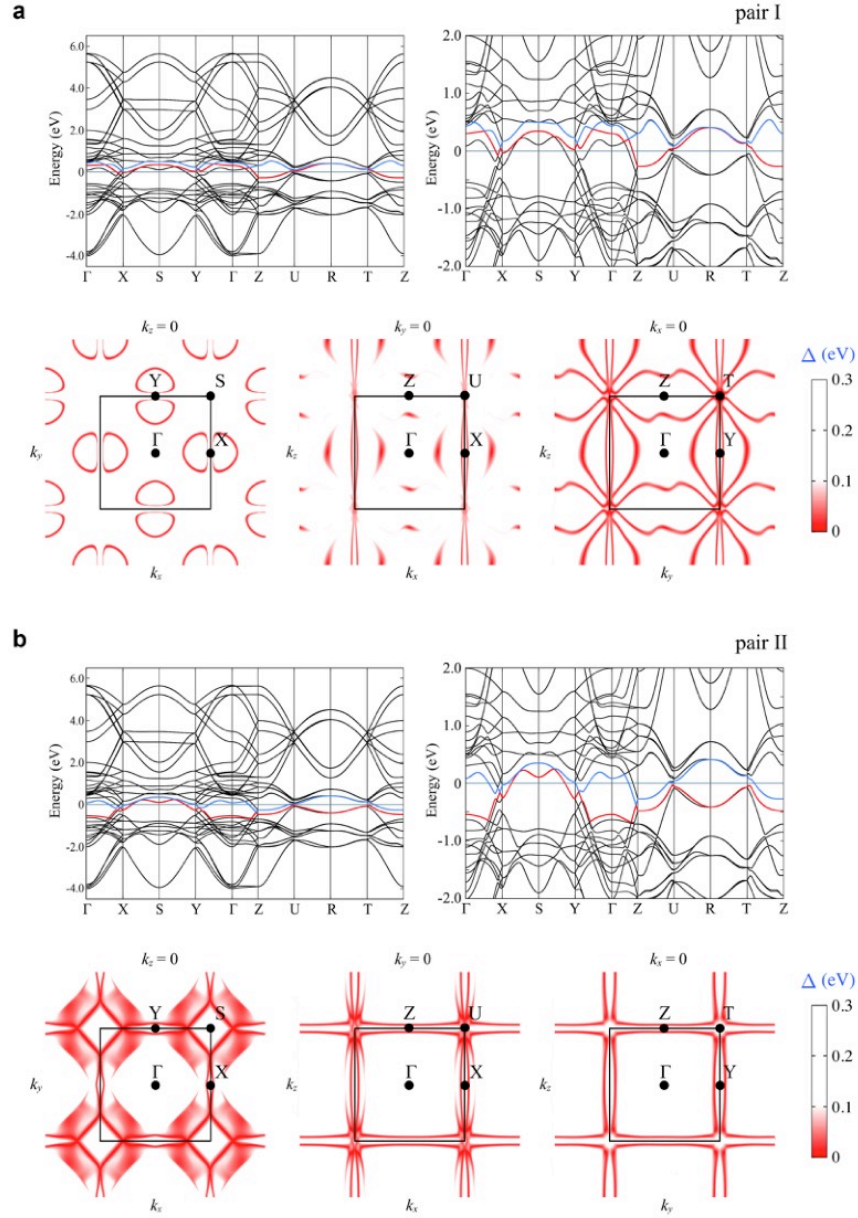 a
pair I
6.0
4.0
2.0
0
-2.0
-4.0
Energy (eV)
Γ X S Y Γ Z U R T Z
2.0
1.0
0
-1.0
-2.0
Energy (eV)
Γ X S Y Γ Z U R T Z
kz = 0
ky = 0
kx = 0
Y S
Γ X
ky
kx
Z U
Γ X
kz
kx
Z T
Γ Y
kz
ky
Δ (eV)
0.3
0.2
0.1
0
b
pair II
6.0
4.0
2.0
0
-2.0
-4.0
Energy (eV)
Γ X S Y Γ Z U R T Z
2.0
1.0
0
-1.0
-2.0
Energy (eV)
Γ X S Y Γ Z U R T Z
kz = 0
ky = 0
kx = 0
Y S
Γ X
ky
kx
Z U
Γ X
kz
kx
Z T
Γ Y
kz
ky
Δ (eV)
0.3
0.2
0.1
0